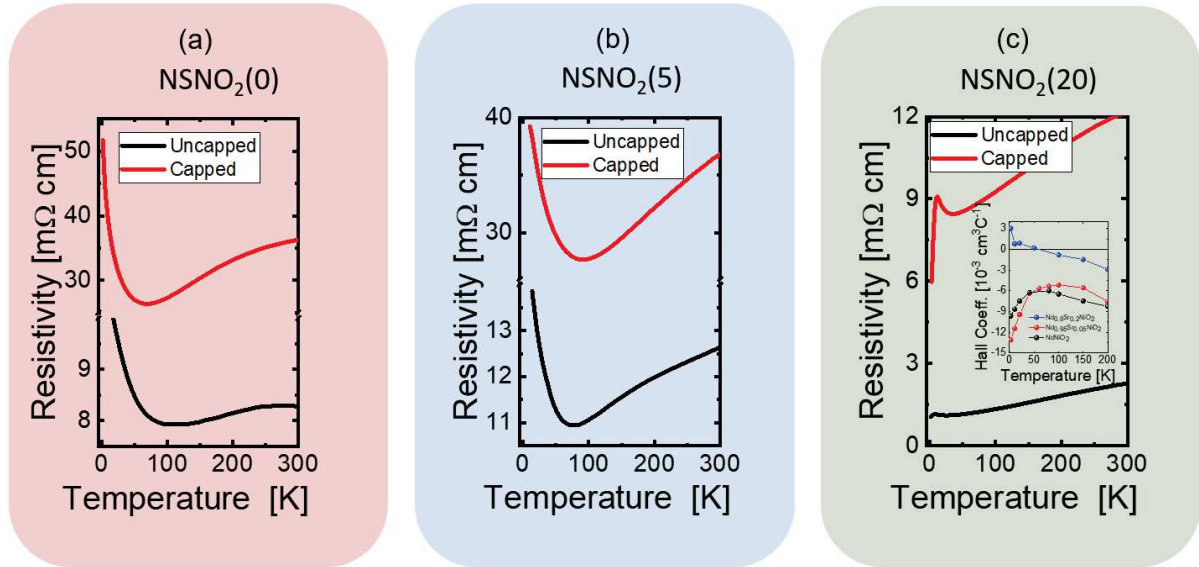 (a)
NSNO₂(0)
Resistivity [mΩ cm]
50
40
30
9
8
Uncapped
Capped
0 100 200 300
Temperature [K]
(b)
NSNO₂(5)
Resistivity [mΩ cm]
40
30
13
12
11
Uncapped
Capped
0 100 200 300
Temperature [K]
(c)
NSNO₂(20)
Resistivity [mΩ cm]
12
9
6
3
0
Uncapped
Capped
Hall Coeff. [10⁻³ cm³C⁻¹]
3
0
-3
-6
-9
-12
-15
Nd₀.₈Sr₀.₂NiO₂
Nd₀.₉₅Sr₀.₀₅NiO₂
NdNiO₂
0 50 100 150 200
Temperature [K]
0 100 200 300
Temperature [K]